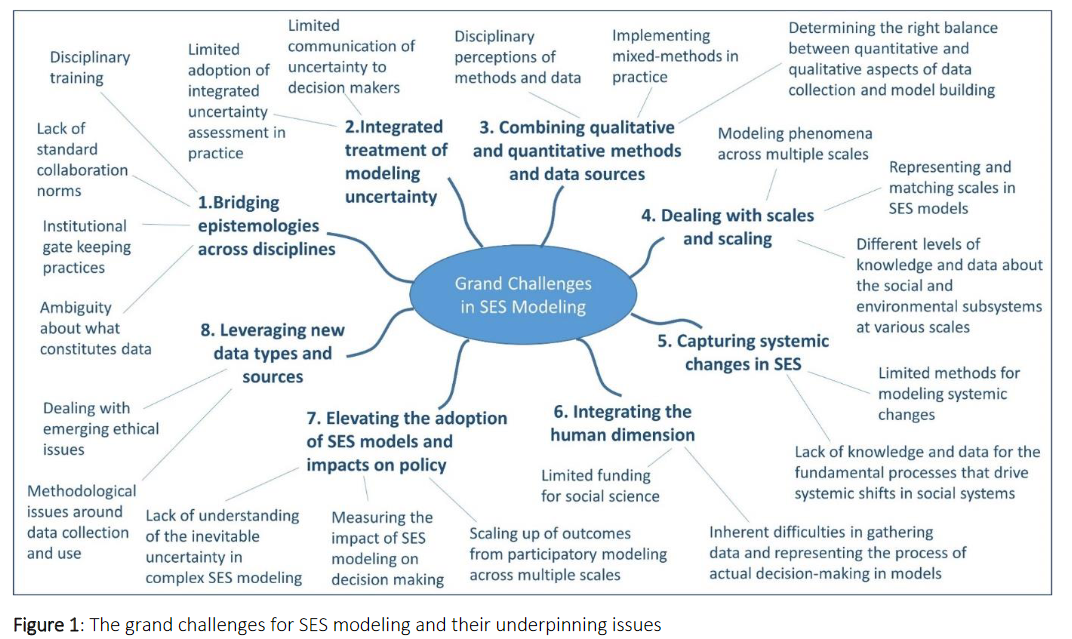 Grand Challenges
in SES Modeling
1.Bridging
epistemologies
across disciplines
Disciplinary
training
Lack of
standard
collaboration
norms
Institutional
gate keeping
practices
Ambiguity
about what
constitutes data
2.Integrated
treatment of
modeling
uncertainty
Limited
adoption of
integrated
uncertainty
assessment in
practice
Limited
communication of
uncertainty to
decision makers
3. Combining qualitative
and quantitative methods
and data sources
Disciplinary
perceptions of
methods and data
Implementing
mixed-methods in
practice
Determining the right balance
between quantitative and
qualitative aspects of data
collection and model building
4. Dealing with scales
and scaling
Modeling phenomena
across multiple scales
Representing and
matching scales in
SES models
Different levels of
knowledge and data about
the social and
environmental subsystems
at various scales
5. Capturing systemic
changes in SES
Limited methods for
modeling systemic
changes
Lack of knowledge and data for the
fundamental processes that drive
systemic shifts in social systems
6. Integrating the
human dimension
Limited funding
for social science
Inherent difficulties in gathering
data and representing the process of
actual decision-making in models
7. Elevating the adoption
of SES models and
impacts on policy
Lack of understanding
of the inevitable
uncertainty in
complex SES modeling
Measuring the
impact of SES
modeling on
decision making
Scaling up of outcomes
from participatory modeling
across multiple scales
8. Leveraging new
data types and
sources
Dealing with
emerging ethical
issues
Methodological
issues around
data collection
and use
Figure 1: The grand challenges for SES modeling and their underpinning issues